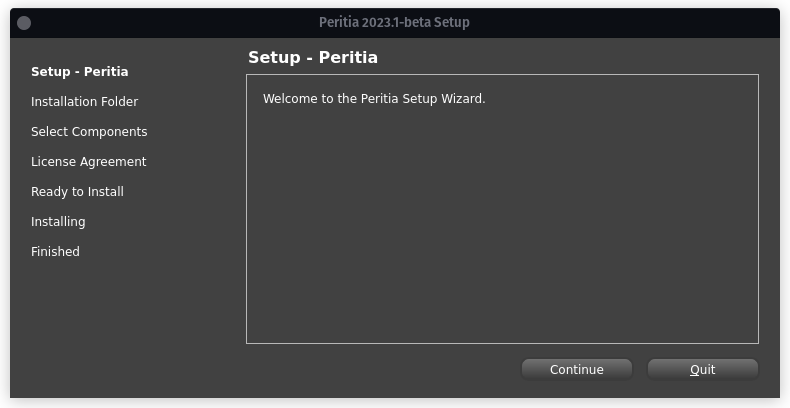 Peritia 2023.1-beta Setup
Setup - Peritia
Installation Folder
Select Components
License Agreement
Ready to Install
Installing
Finished
Setup - Peritia
Welcome to the Peritia Setup Wizard.
Continue
Quit